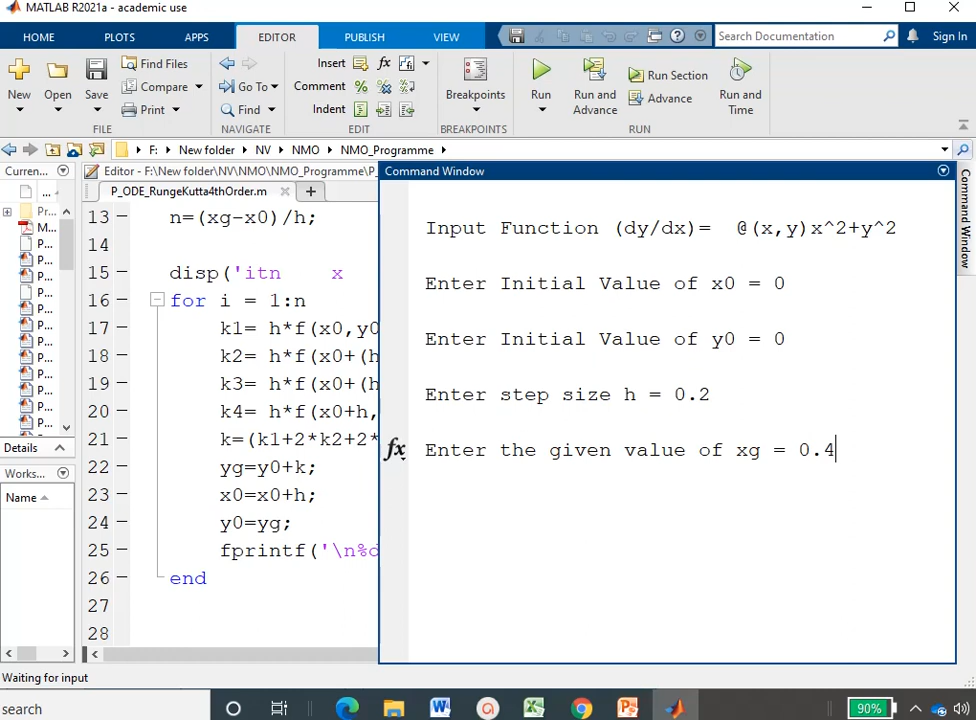 MATLAB R2021a - academic use
HOME PLOTS APPS EDITOR PUBLISH VIEW Search Documentation Sign In
New Open Save Find Files Compare Print Go To Find Insert Comment Indent Breakpoints Run Run and Advance Run Section Advance Run and Time
FILE NAVIGATE EDIT BREAKPOINTS RUN
F: New folder NV NMO NMO_Programme
Curren... Editor - F:\New folder\NV\NMO\NMO_Programme\P_
P_ODE_RungeKutta4thOrder.m
...
Pr...
M...
P...
P...
P...
P...
P...
P...
P...
P...
P...
P...
P...
Details
Works...
Name
13 n=(xg-x0)/h;
14
15 disp('itn x
16 for i = 1:n
17 k1= h*f(x0,y0
18 k2= h*f(x0+(h
19 k3= h*f(x0+(h
20 k4= h*f(x0+h,
21 k=(k1+2*k2+2*
22 yg=y0+k;
23 x0=x0+h;
24 y0=yg;
25 fprintf('\n%d
26 end
27
28
Command Window
Input Function (dy/dx)= @(x,y)x^2+y^2
Enter Initial Value of x0 = 0
Enter Initial Value of y0 = 0
Enter step size h = 0.2
fx Enter the given value of xg = 0.4
Command Window
Waiting for input
search 90%